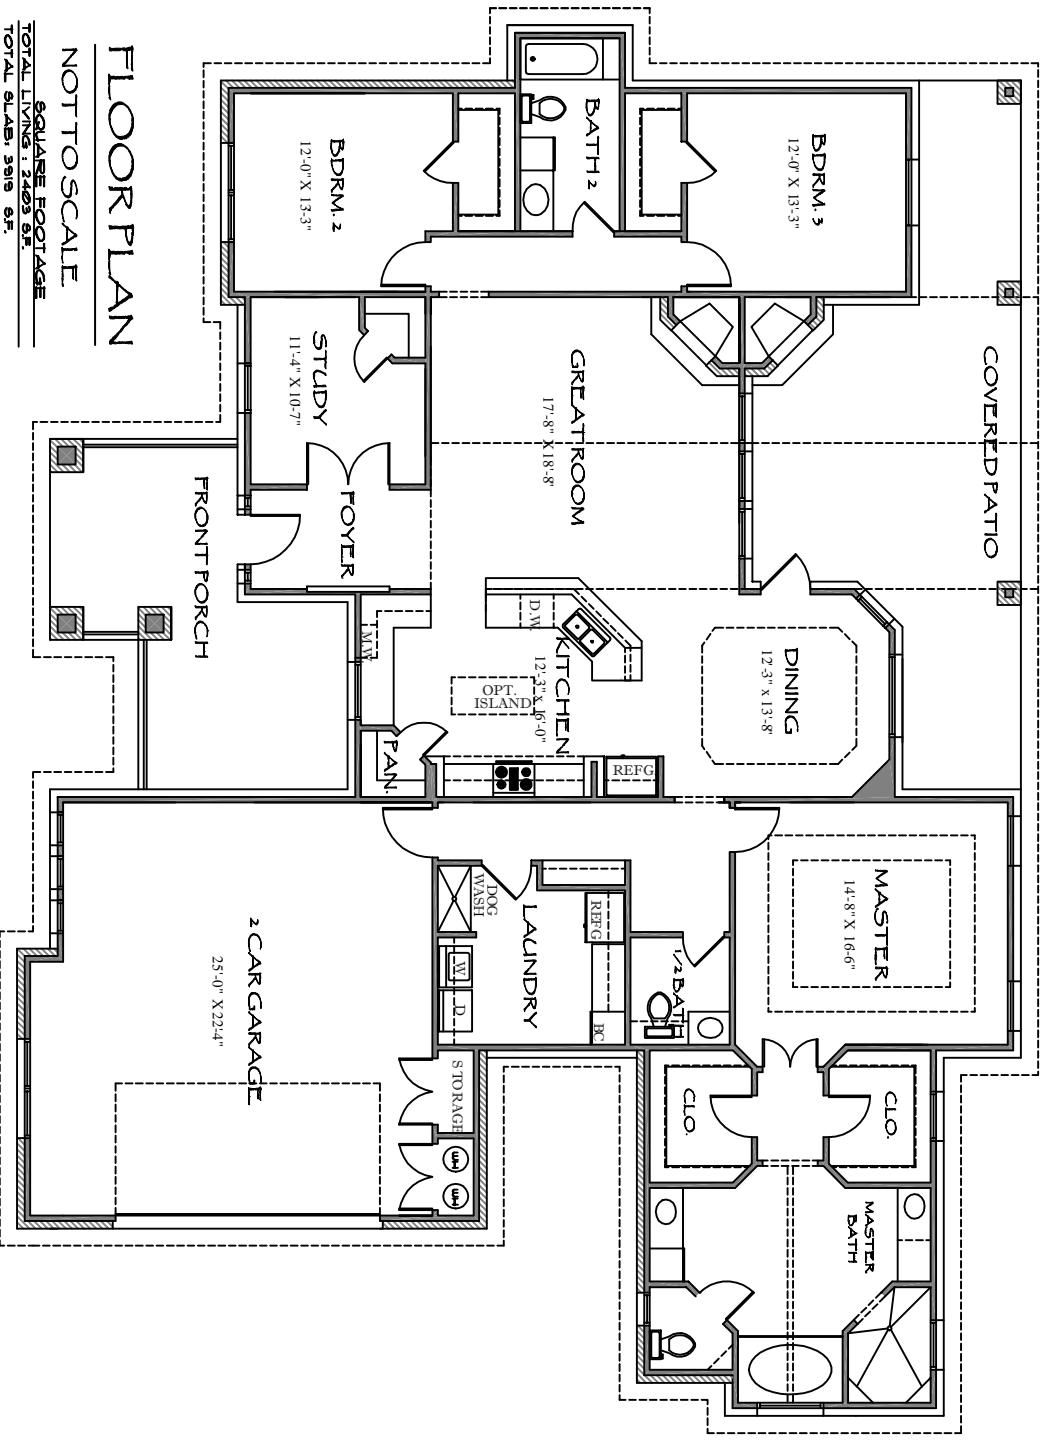 FLOOR PLAN
NOT TO SCALE
SQUARE FOOTAGE
TOTAL LIVING : 2403 S.F.
TOTAL SLAB: 3919 S.F.
COVERED PATIO
BDRM. 3
12'-0" X 13'-3"
BATH 2
BDRM. 2
12'-0" X 13'-3"
STUDY
11'-4" X 10'-7"
GREAT ROOM
17'-8" X 18'-8"
FOYER
FRONT PORCH
DINING
12'-3" x 13'-8"
KITCHEN
12'-3" x 16'-0"
D.W.
M.W.
OPT.
ISLAND
PAN.
REFG.
MASTER
14'-8" X 16'-6"
1/2 BATH
LAUNDRY
REFG
BC
DOG
WASH
W
D
2 CAR GARAGE
25'-0" X 22'-4"
STORAGE
WH
WH
CLO.
CLO.
MASTER
BATH